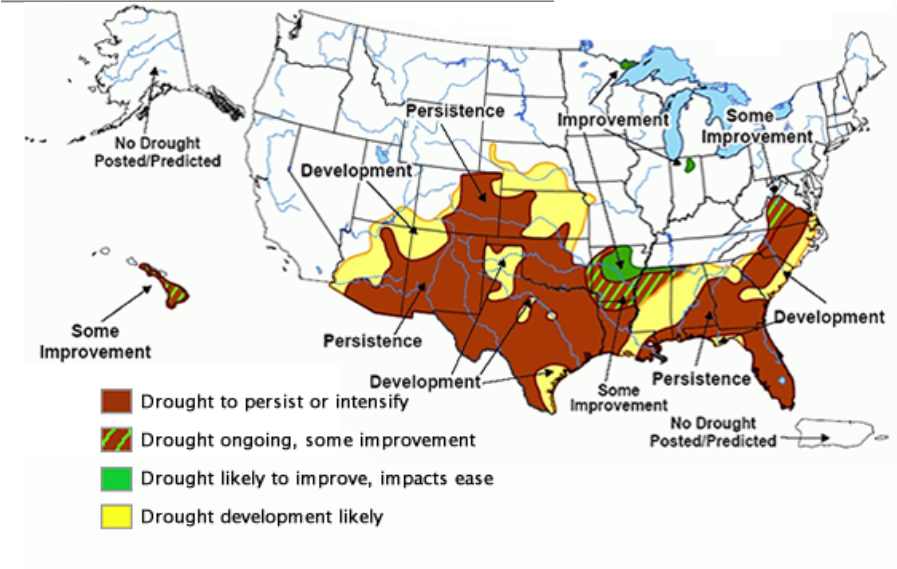 Persistence
Improvement
Some
Improvement
No Drought
Posted/Predicted
Development
Some
Improvement
Persistence
Development
Development
Some
Improvement
Persistence
No Drought
Posted/Predicted
Drought to persist or intensify
Drought ongoing, some improvement
Drought likely to improve, impacts ease
Drought development likely